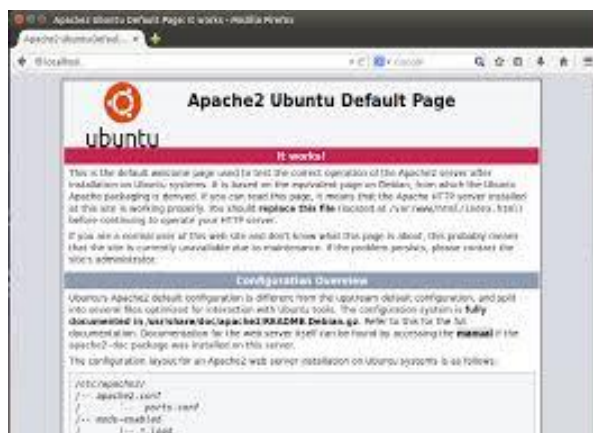 Apache2 Ubuntu Default Page: It works - Mozilla Firefox
Apache2 Ubuntu Defaul...
localhost
Google
ubuntu
Apache2 Ubuntu Default Page
It works!
This is the default welcome page used to test the correct operation of the Apache2 server after
installation on Ubuntu systems. It is based on the equivalent page on Debian, from which the Ubuntu
Apache packaging is derived. If you can read this page, it means that the Apache HTTP server installed
at this site is working properly. You should replace this file (located at /var/www/html/index.html)
before continuing to operate your HTTP server.
If you are a normal user of this web site and don't know what this page is about, this probably means
that the site is currently unavailable due to maintenance. If the problem persists, please contact the
site's administrator.
Configuration Overview
Ubuntu's Apache2 default configuration is different from the upstream default configuration, and split
into several files optimized for interaction with Ubuntu tools. The configuration system is fully
documented in /usr/share/doc/apache2/README.Debian.gz. Refer to this for the full
documentation. Documentation for the web server itself can be found by accessing the manual if the
apache2-doc package was installed on this server.
The configuration layout for an Apache2 web server installation on Ubuntu systems is as follows:
/etc/apache2/
|-- apache2.conf
|       `-- ports.conf
|-- mods-enabled
|       |-- *.load